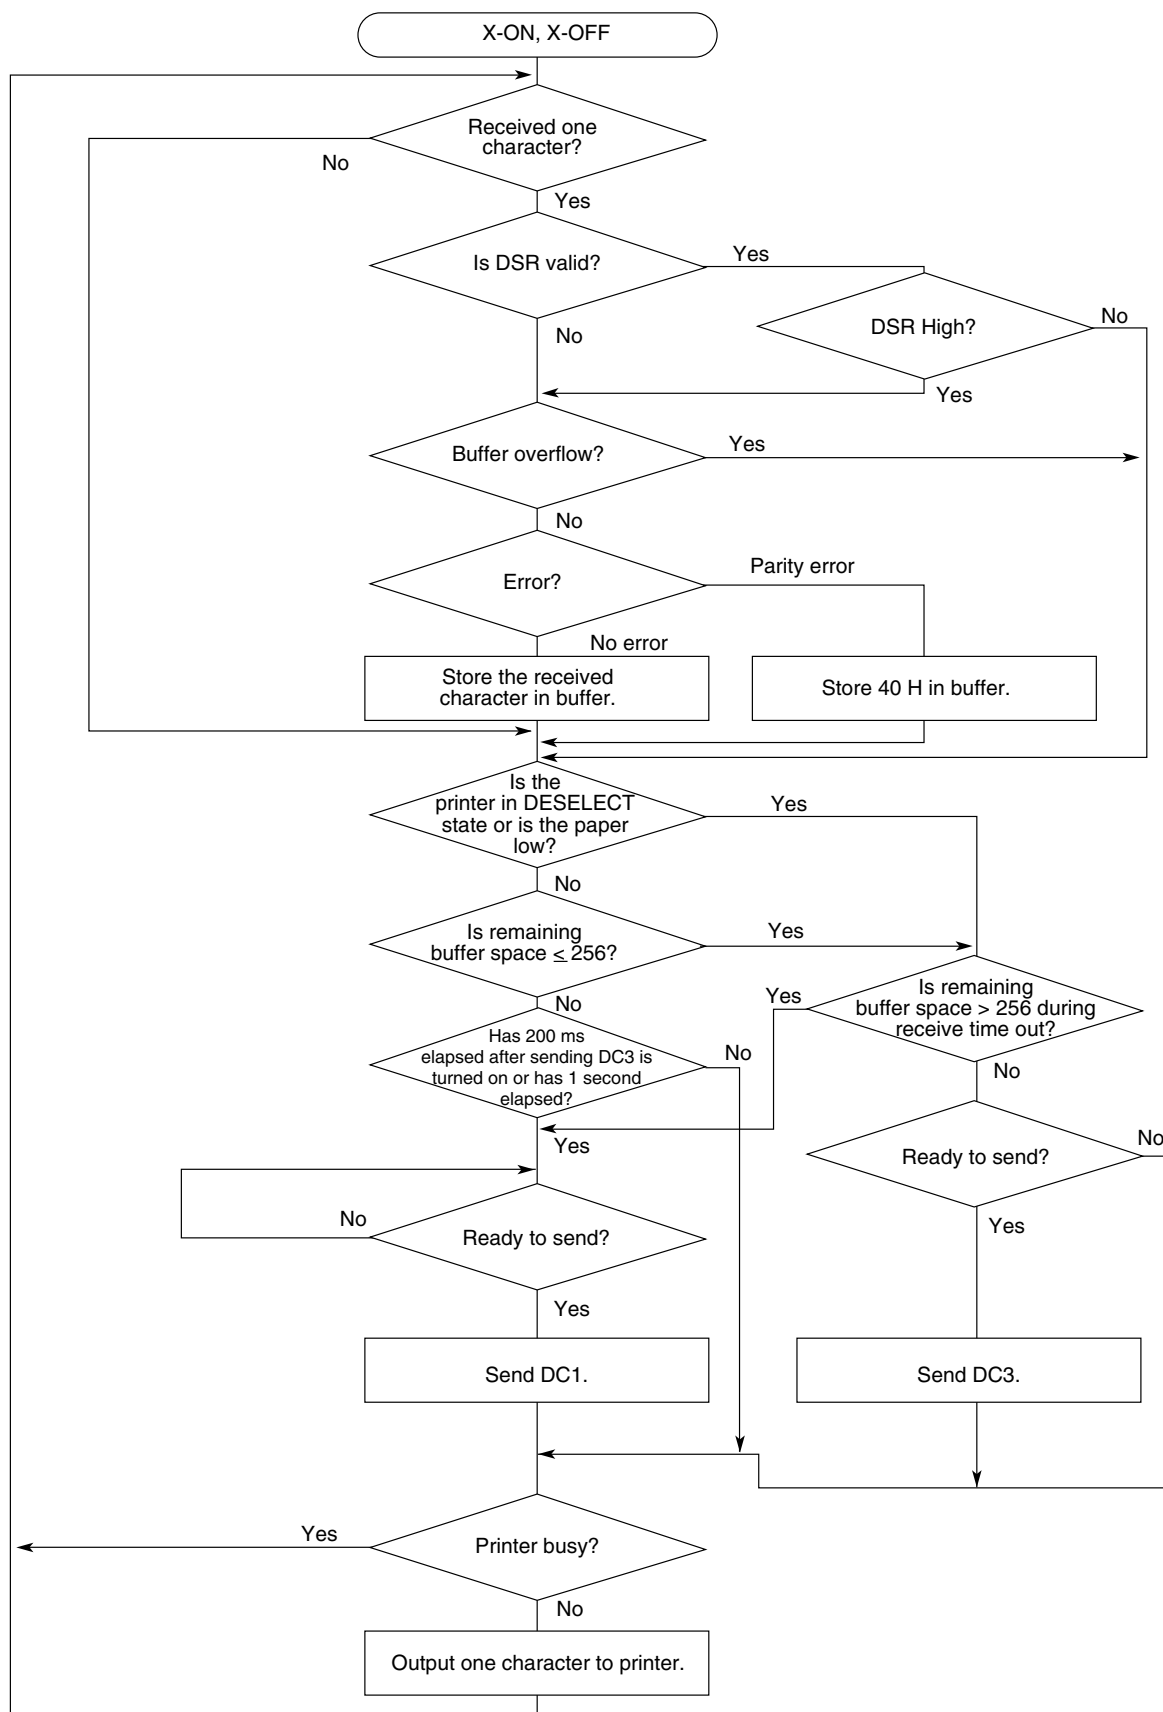 X-ON, X-OFF
Received one
character?
No
Yes
Is DSR valid?
Yes
DSR High?
No
No
Yes
Buffer overflow?
Yes
No
Error?
Parity error
No error
Store the received
character in buffer.
Store 40 H in buffer.
Is the
printer in DESELECT
state or is the paper
low?
Yes
No
Is remaining
buffer space ≤ 256?
Yes
No
Yes
Is remaining
buffer space > 256 during
receive time out?
Has 200 ms
elapsed after sending DC3 is
turned on or has 1 second
elapsed?
No
No
Yes
Ready to send?
No
No
Ready to send?
Yes
Yes
Send DC1.
Send DC3.
Yes
Printer busy?
No
Output one character to printer.